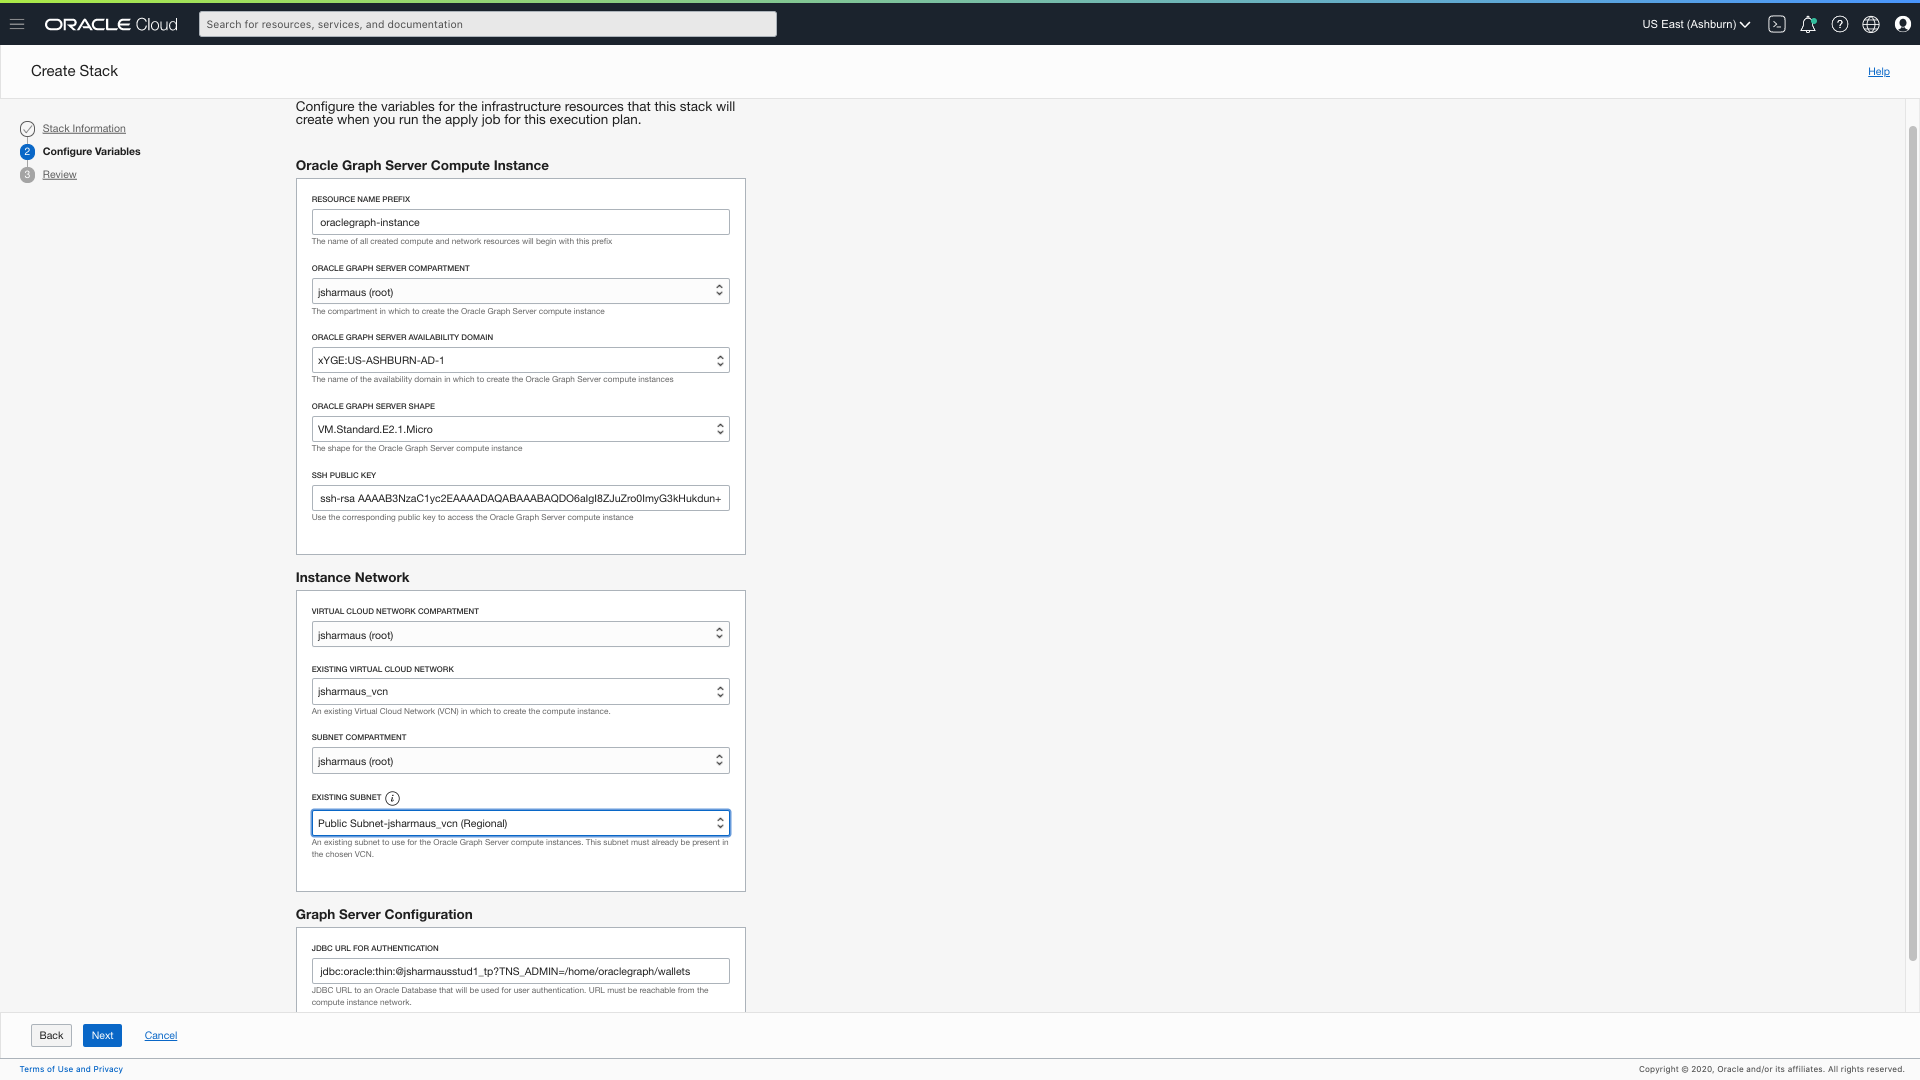 ORACLE Cloud
Search for resources, services, and documentation
US East (Ashburn)
Create Stack
Help
Stack Information
2 Configure Variables
3 Review
Configure the variables for the infrastructure resources that this stack will
create when you run the apply job for this execution plan.
Oracle Graph Server Compute Instance
RESOURCE NAME PREFIX
oraclegraph-instance
The name of all created compute and network resources will begin with this prefix
ORACLE GRAPH SERVER COMPARTMENT
jsharmaus (root)
The compartment in which to create the Oracle Graph Server compute instance
ORACLE GRAPH SERVER AVAILABILITY DOMAIN
xYGE:US-ASHBURN-AD-1
The name of the availability domain in which to create the Oracle Graph Server compute instances
ORACLE GRAPH SERVER SHAPE
VM.Standard.E2.1.Micro
The shape for the Oracle Graph Server compute instance
SSH PUBLIC KEY
ssh-rsa AAAAB3NzaC1yc2EAAAADAQABAAABAQDO6algI8ZJuZro0ImyG3kHukdun+
Use the corresponding public key to access the Oracle Graph Server compute instance
Instance Network
VIRTUAL CLOUD NETWORK COMPARTMENT
jsharmaus (root)
EXISTING VIRTUAL CLOUD NETWORK
jsharmaus_vcn
An existing Virtual Cloud Network (VCN) in which to create the compute instance.
SUBNET COMPARTMENT
jsharmaus (root)
EXISTING SUBNET
Public Subnet-jsharmaus_vcn (Regional)
An existing subnet to use for the Oracle Graph Server compute instances. This subnet must already be present in
the chosen VCN.
Graph Server Configuration
JDBC URL FOR AUTHENTICATION
jdbc:oracle:thin:@jsharmausstud1_tp?TNS_ADMIN=/home/oraclegraph/wallets
JDBC URL to an Oracle Database that will be used for user authentication. URL must be reachable from the
compute instance network.
Back
Next
Cancel
Terms of Use and Privacy
Copyright © 2020, Oracle and/or its affiliates. All rights reserved.